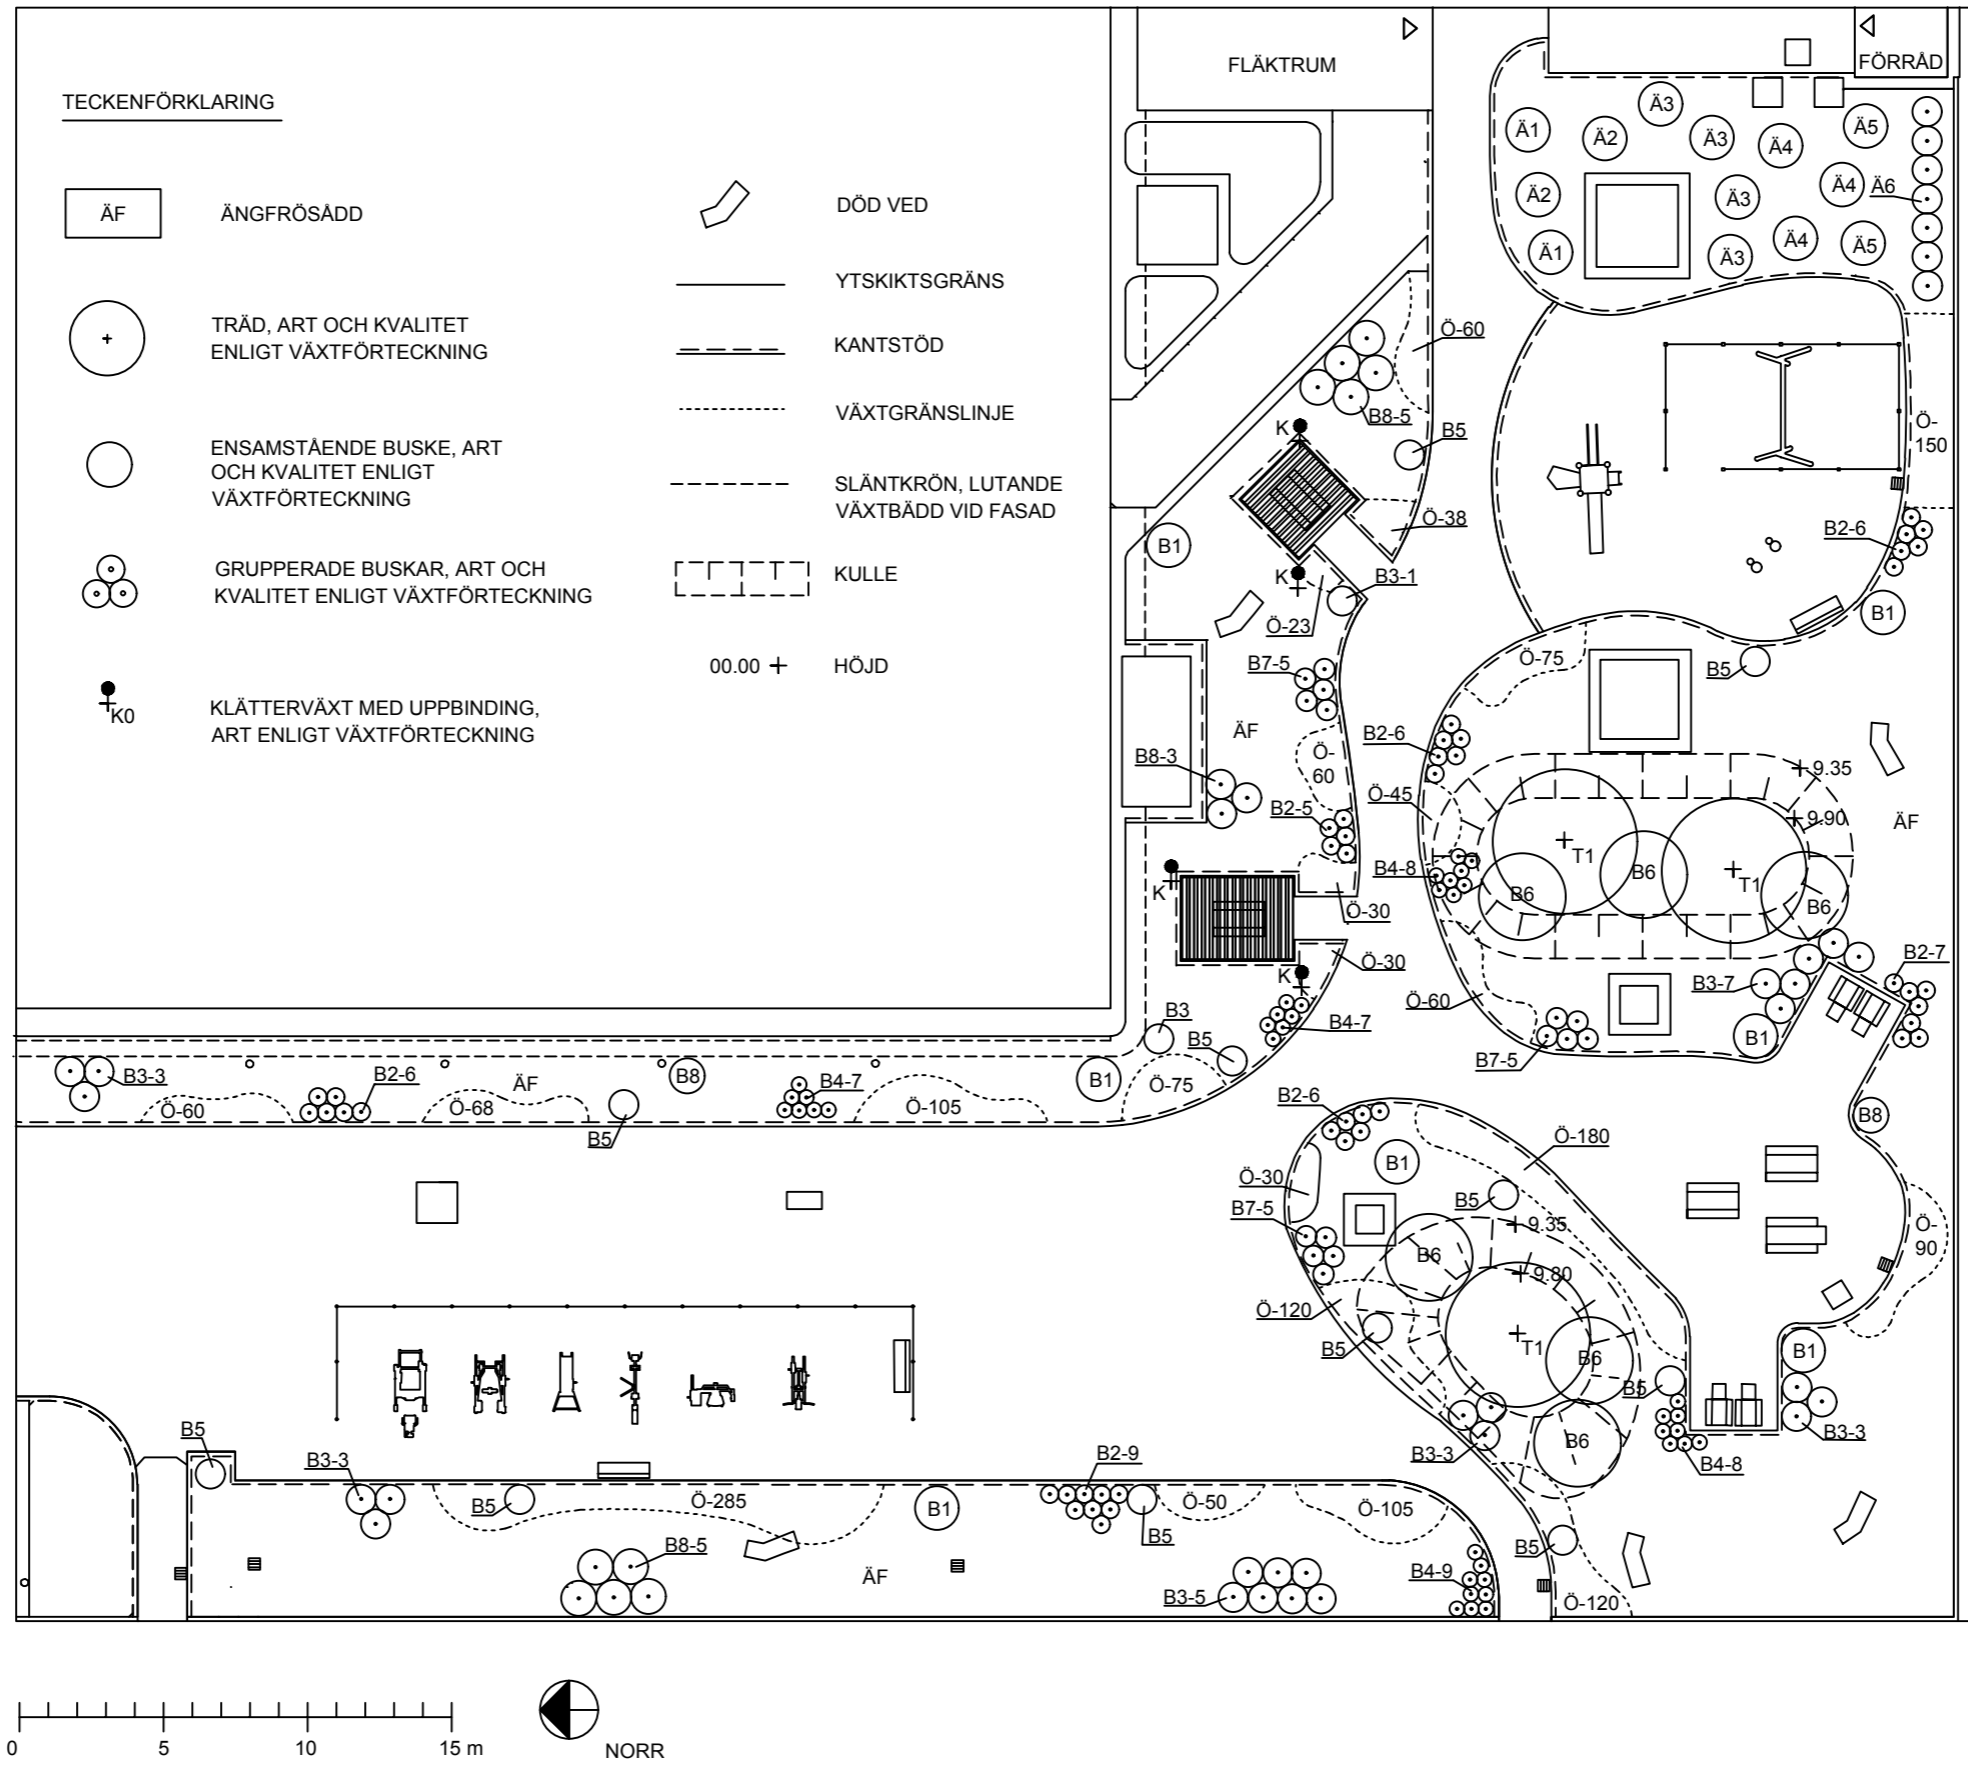 TECKENFÖRKLARING
ÄF
ÄNGFRÖSÅDD
TRÄD, ART OCH KVALITET
ENLIGT VÄXTFÖRTECKNING
ENSAMSTÅENDE BUSKE, ART
OCH KVALITET ENLIGT
VÄXTFÖRTECKNING
GRUPPERADE BUSKAR, ART OCH
KVALITET ENLIGT VÄXTFÖRTECKNING
K0
KLÄTTERVÄXT MED UPPBINDING,
ART ENLIGT VÄXTFÖRTECKNING
DÖD VED
YTSKIKTSGRÄNS
KANTSTÖD
VÄXTGRÄNSLINJE
SLÄNTKRÖN, LUTANDE
VÄXTBÄDD VID FASAD
KULLE
00.00
HÖJD
FLÄKTRUM
FÖRRÅD
Ä3
Ä1
Ä2
Ä3
Ä4
Ä5
Ä2
Ä3
Ä4
Ä6
Ä1
Ä3
Ä4
Ä5
Ö-60
B8-5
B5
K
Ö-38
B1
K
B3-1
Ö-23
Ö-
150
B2-6
B1
B7-5
ÄF
Ö-
60
B8-3
B2-5
K
Ö-30
Ö-30
K
B4-7
B3
B5
Ö-75
B1
Ö-75
B5
B2-6
Ö-45
B4-8
9.35
9.90
ÄF
T1
B6
B6
T1
B6
Ö-60
B7-5
B3-7
B1
B2-7
B8
B3-3
Ö-60
B2-6
Ö-68
ÄF
B5
B8
B4-7
Ö-105
B2-6
B1
Ö-180
Ö-30
B7-5
B5
9.35
B6
9.80
Ö-120
B5
T1
B6
B5
B6
B3-3
B4-8
Ö-
90
B1
B3-3
B5
B3-3
B5
Ö-285
B8-5
ÄF
B1
B2-9
B5
Ö-50
Ö-105
B3-5
B4-9
B5
Ö-120
0
5
10
15 m
NORR